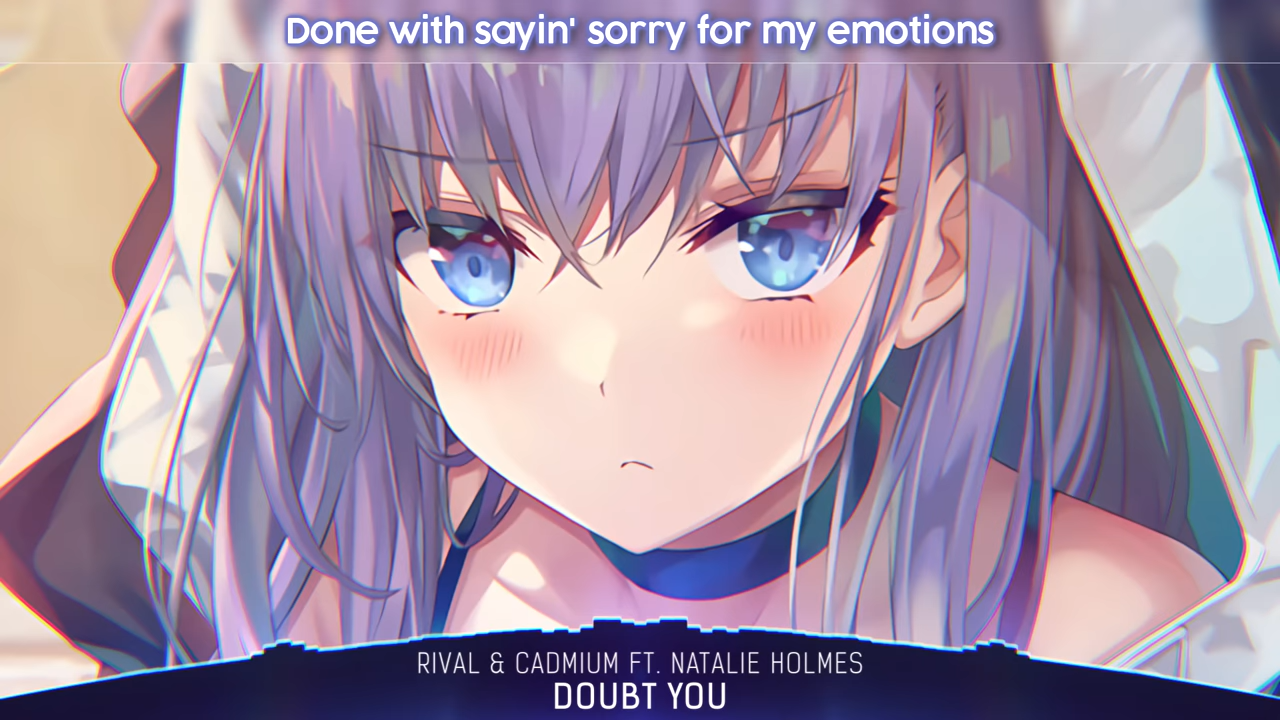 Done with sayin' sorry for my emotions
RIVAL & CADMIUM FT. NATALIE HOLMES
DOUBT YOU